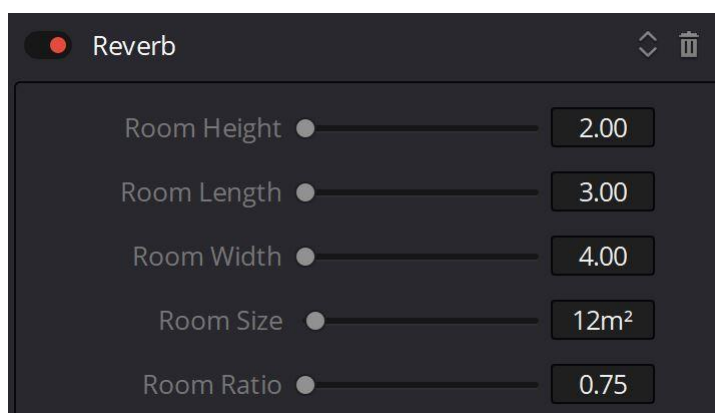 Reverb
Room Height 2.00
Room Length 3.00
Room Width 4.00
Room Size 12m²
Room Ratio 0.75